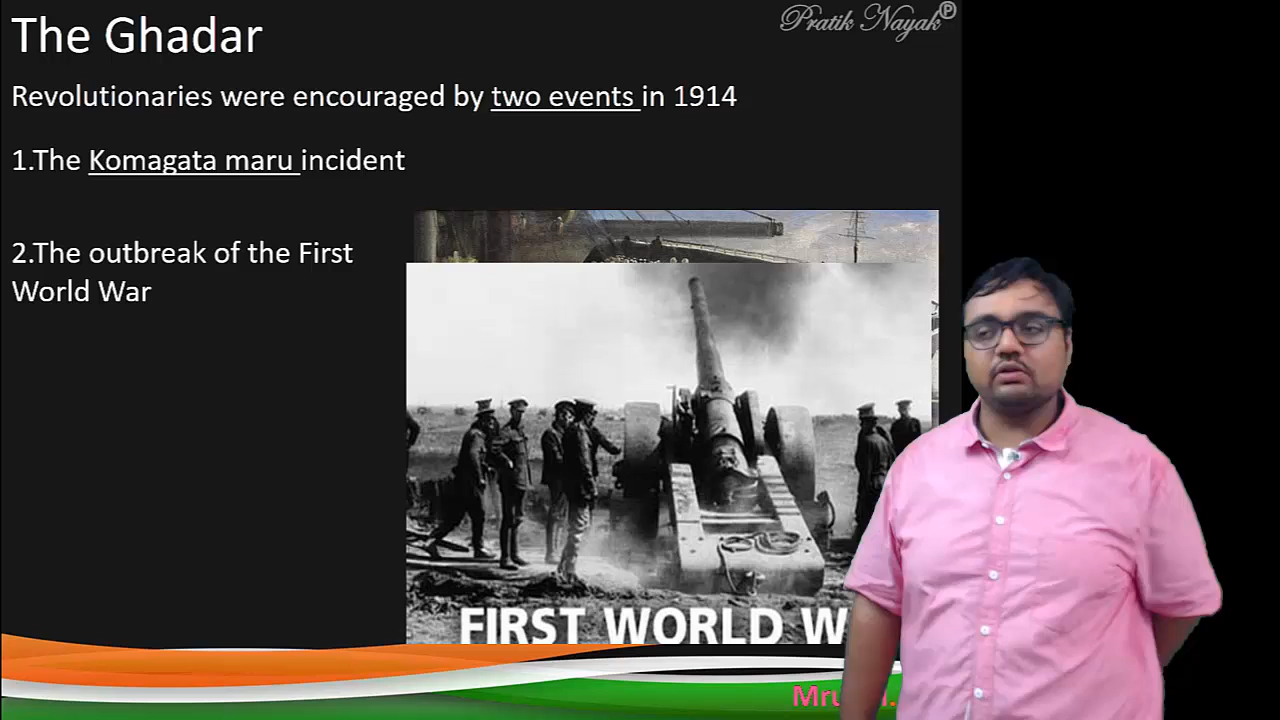 The Ghadar
Pratik Nayak
Revolutionaries were encouraged by two events in 1914
1.The Komagata maru incident
2.The outbreak of the First
World War
FIRST WORLD W